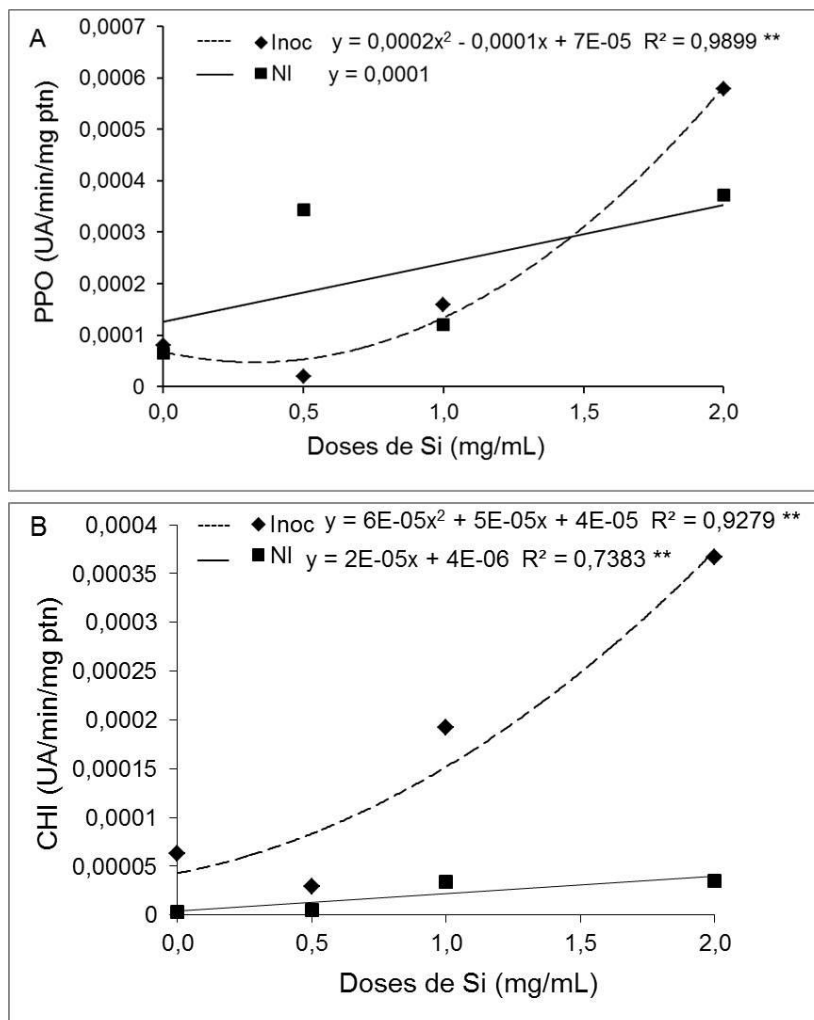 A
Inoc y = 0,0002x² - 0,0001x + 7E-05 R² = 0,9899 **
NI y = 0,0001
PPO (UA/min/mg ptn)
0,0007
0,0006
0,0005
0,0004
0,0003
0,0002
0,0001
0
0,0 0,5 1,0 1,5 2,0
Doses de Si (mg/mL)
B
Inoc y = 6E-05x² + 5E-05x + 4E-05 R² = 0,9279 **
NI y = 2E-05x + 4E-06 R² = 0,7383 **
CHI (UA/min/mg ptn)
0,0004
0,00035
0,0003
0,00025
0,0002
0,00015
0,0001
0,00005
0
0,0 0,5 1,0 1,5 2,0
Doses de Si (mg/mL)